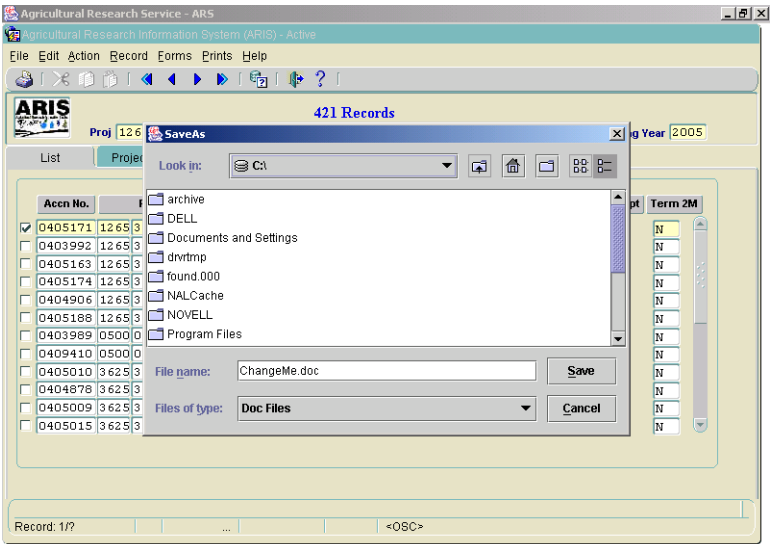 Agricultural Research Service - ARS
Agricultural Research Information System (ARIS) - Active
File Edit Action Record Forms Prints Help
ARIS
421 Records
Proj 126
ng Year 2005
List Projec
SaveAs
Look in: C:\
archive
DELL
Documents and Settings
drvrtmp
found.000
NALCache
NOVELL
Program Files
File name: ChangeMe.doc Save
Files of type: Doc Files Cancel
Accn No. pt Term 2M
0405171 1265 3 N
0403992 1265 3 N
0405163 1265 3 N
0405174 1265 3 N
0404906 1265 3 N
0405188 1265 3 N
0403989 0500 0 N
0409410 0500 0 N
0405010 3625 3 N
0404878 3625 3 N
0405009 3625 3 N
0405015 3625 3 N
Record: 1/? ... <OSC>